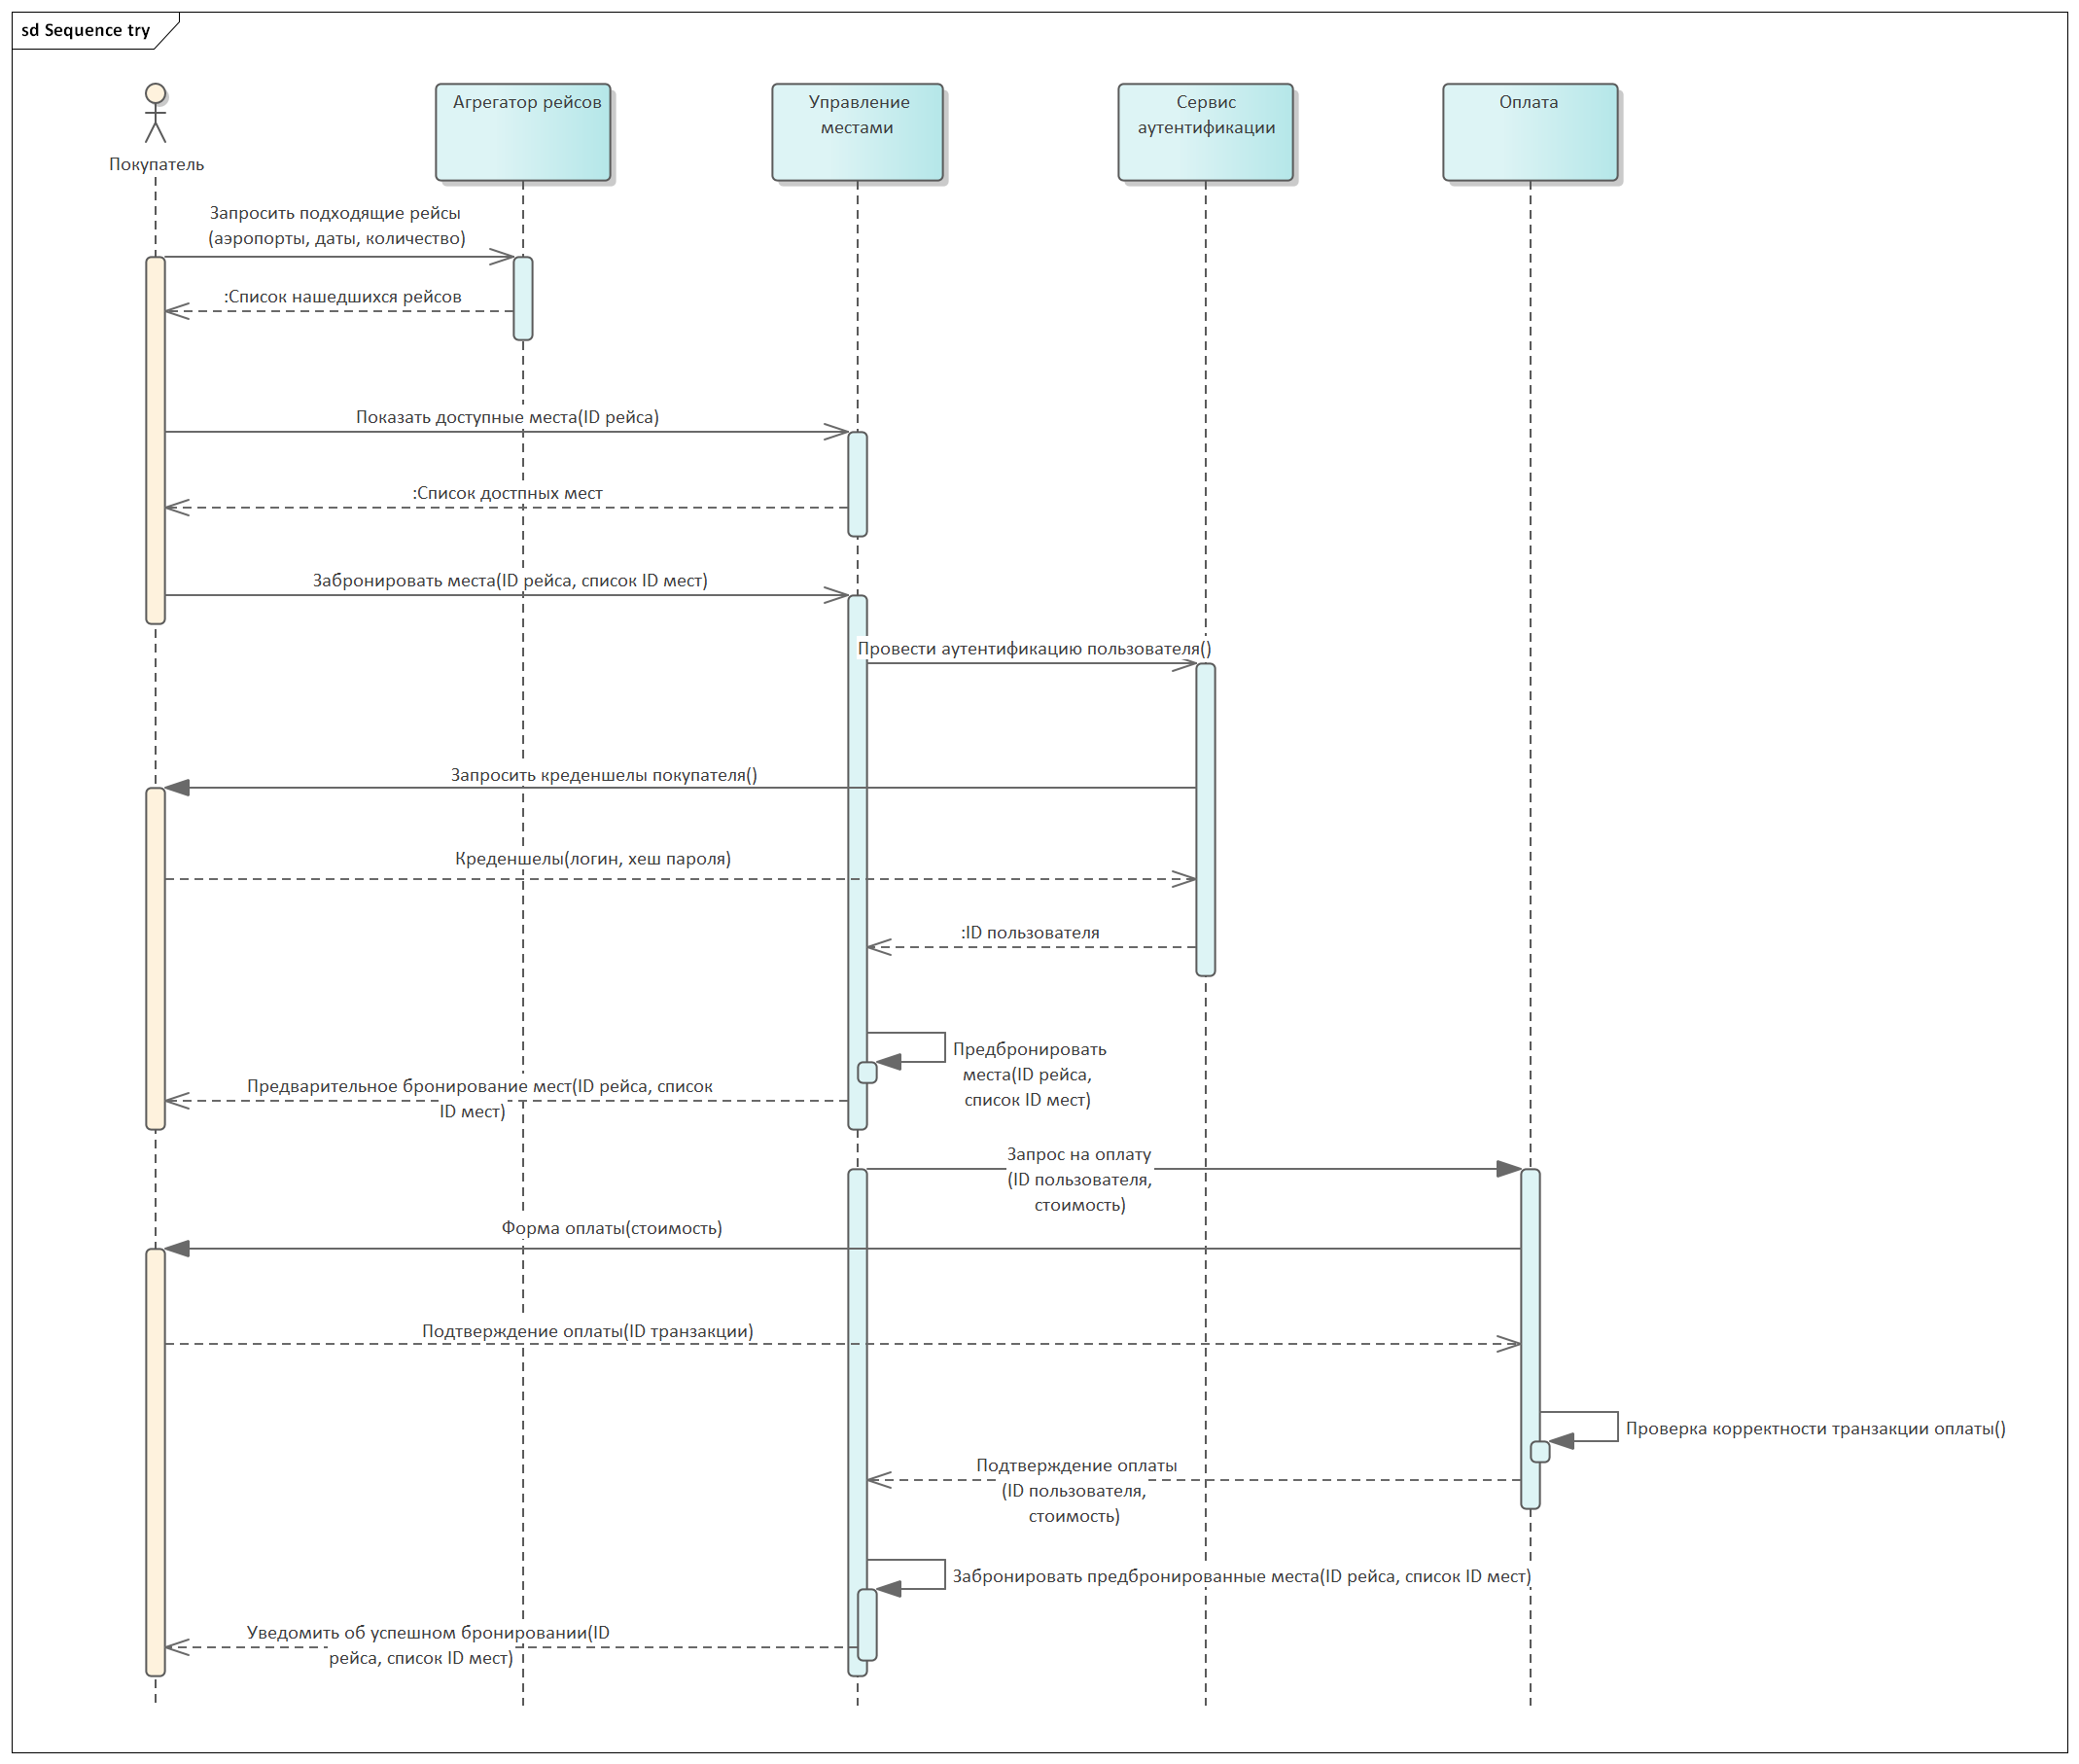 sd Sequence try
Покупатель
Агрегатор рейсов
Управление
местами
Сервис
аутентификации
Оплата
Запросить подходящие рейсы
(аэропорты, даты, количество)
:Список нашедшихся рейсов
Показать доступные места(ID рейса)
:Список достпных мест
Забронировать места(ID рейса, список ID мест)
Провести аутентификацию пользователя()
Запросить креденшелы покупателя()
Креденшелы(логин, хеш пароля)
:ID пользователя
Предбронировать
места(ID рейса,
список ID мест)
Предварительное бронирование мест(ID рейса, список
ID мест)
Запрос на оплату
(ID пользователя,
стоимость)
Форма оплаты(стоимость)
Подтверждение оплаты(ID транзакции)
Проверка корректности транзакции оплаты()
Подтверждение оплаты
(ID пользователя,
стоимость)
Забронировать предбронированные места(ID рейса, список ID мест)
Уведомить об успешном бронировании(ID
рейса, список ID мест)